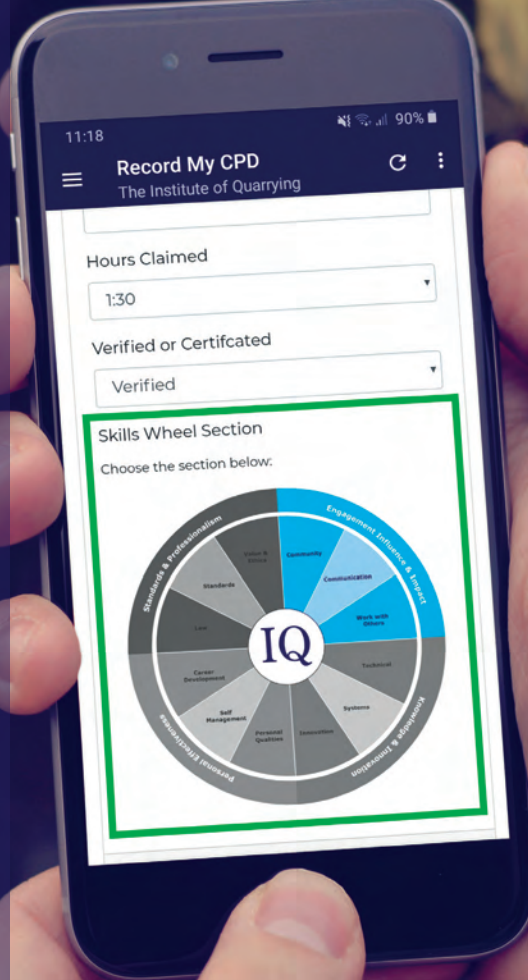 11:18
90%
Record My CPD
The Institute of Quarrying
Hours Claimed
1:30
Verified or Certifcated
Verified
Skills Wheel Section
Choose the section below:
Standards & Professionalism
Engagement Influence & Impact
Vision &
Ethics
Community
Standards
Communication
Law
Work with
Others
IQ
Career
Development
Technical
Self
Management
Systems
Personal
Qualities
Innovation
Personal Effectiveness
Knowledge & Innovation